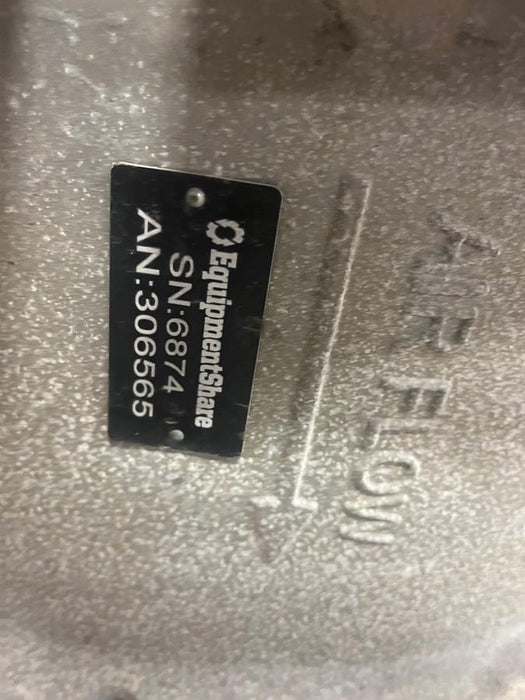 AIR FLOW
EquipmentShare
SN:6874
AN:306565